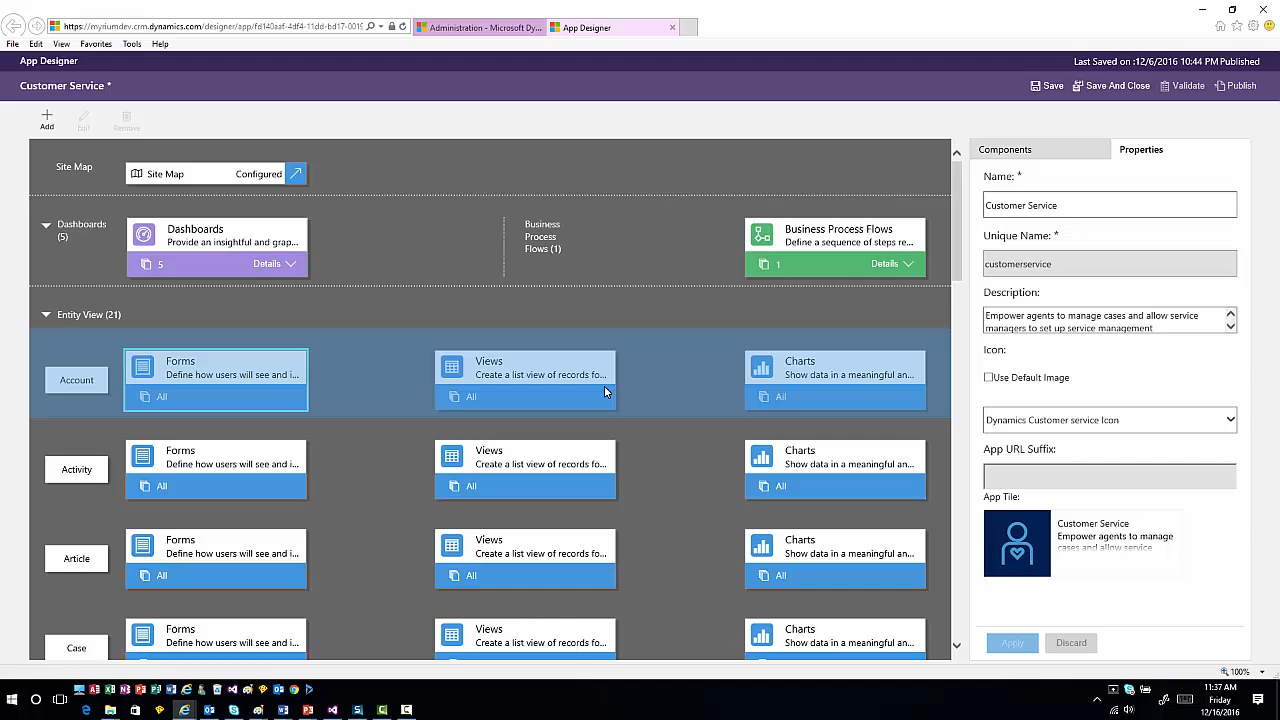 https://myriumdev.crm.dynamics.com/designer/app/fd140aaf-4df4-11dd-bd17-0019
Administration - Microsoft Dy...
App Designer
File Edit View Favorites Tools Help
App Designer
Last Saved on :12/6/2016 10:44 PM Published
Customer Service *
Save
Save And Close
Validate
Publish
Add
Edit
Remove
Site Map
Site Map Configured
Dashboards
(5)
Dashboards
Provide an insightful and grap...
5 Details
Business
Process
Flows (1)
Business Process Flows
Define a sequence of steps re...
1 Details
Entity View (21)
Account
Forms
Define how users will see and i...
All
Views
Create a list view of records fo...
All
Charts
Show data in a meaningful an...
All
Activity
Forms
Define how users will see and i...
All
Views
Create a list view of records fo...
All
Charts
Show data in a meaningful an...
All
Article
Forms
Define how users will see and i...
All
Views
Create a list view of records fo...
All
Charts
Show data in a meaningful an...
All
Case
Forms
Define how users will see and i...
Views
Create a list view of records fo...
Charts
Show data in a meaningful an...
Components
Properties
Name: *
Customer Service
Unique Name: *
customerservice
Description:
Empower agents to manage cases and allow service
managers to set up service management
Icon:
Use Default Image
Dynamics Customer service Icon
App URL Suffix:
App Tile:
Customer Service
Empower agents to manage
cases and allow service
Apply
Discard
100%
11:37 AM
Friday
12/16/2016